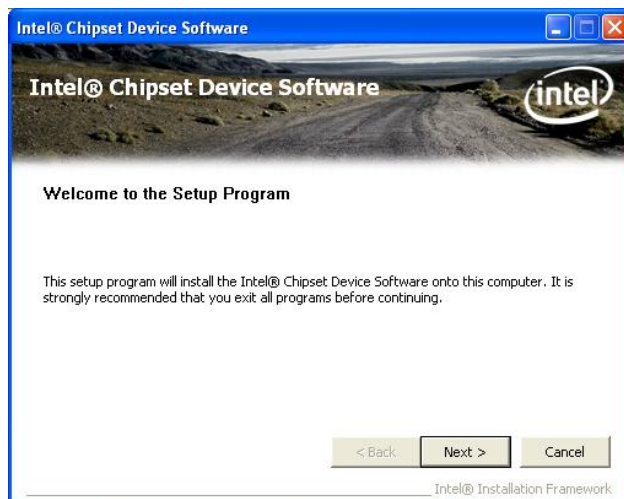 Intel® Chipset Device Software
Intel® Chipset Device Software
intel
Welcome to the Setup Program
This setup program will install the Intel® Chipset Device Software onto this computer. It is
strongly recommended that you exit all programs before continuing.
< Back Next > Cancel
Intel® Installation Framework